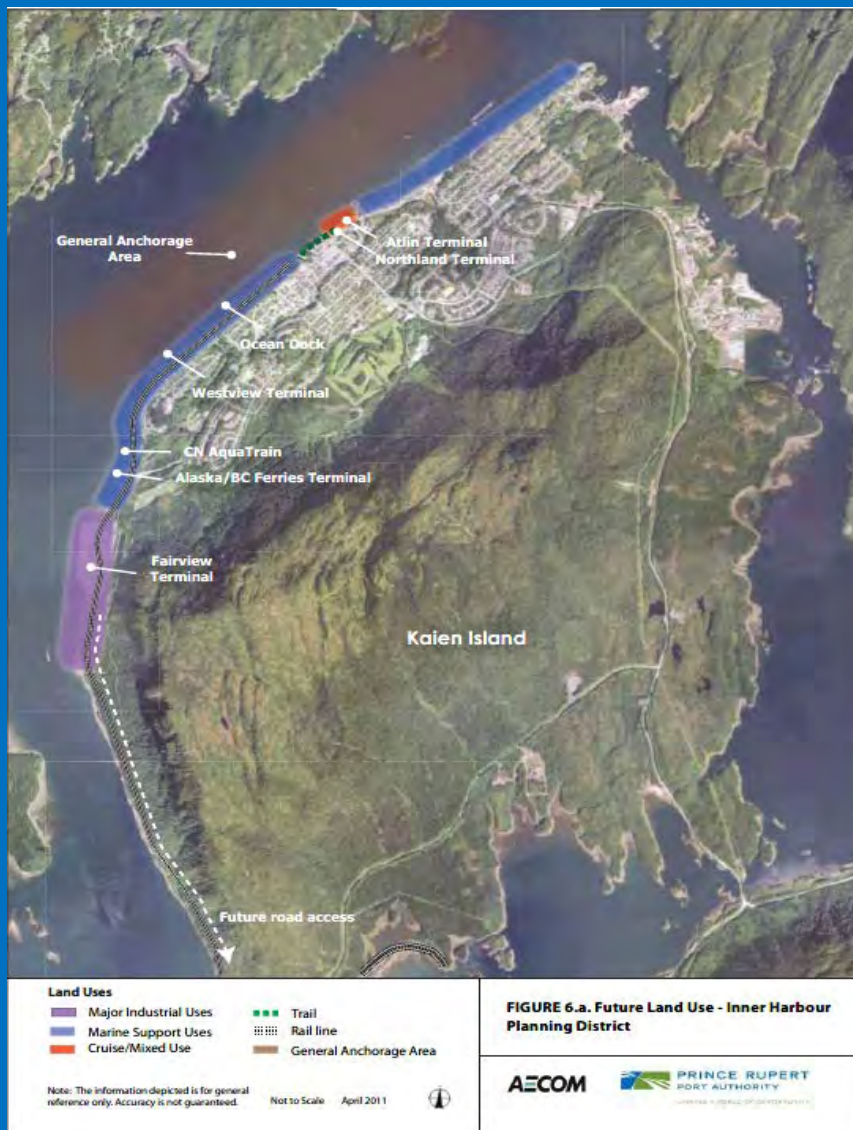 General Anchorage
Area
Atlin Terminal
Northland Terminal
Ocean Dock
Westview Terminal
CN AquaTrain
Alaska/BC Ferries Terminal
Fairview
Terminal
Kaien Island
Future road access
Land Uses
Major Industrial Uses
Marine Support Uses
Cruise/Mixed Use
Trail
Rail line
General Anchorage Area
Note: The information depicted is for general
reference only. Accuracy is not guaranteed.
Not to Scale April 2011
FIGURE 6.a. Future Land Use - Inner Harbour
Planning District
AECOM
PRINCE RUPERT
PORT AUTHORITY